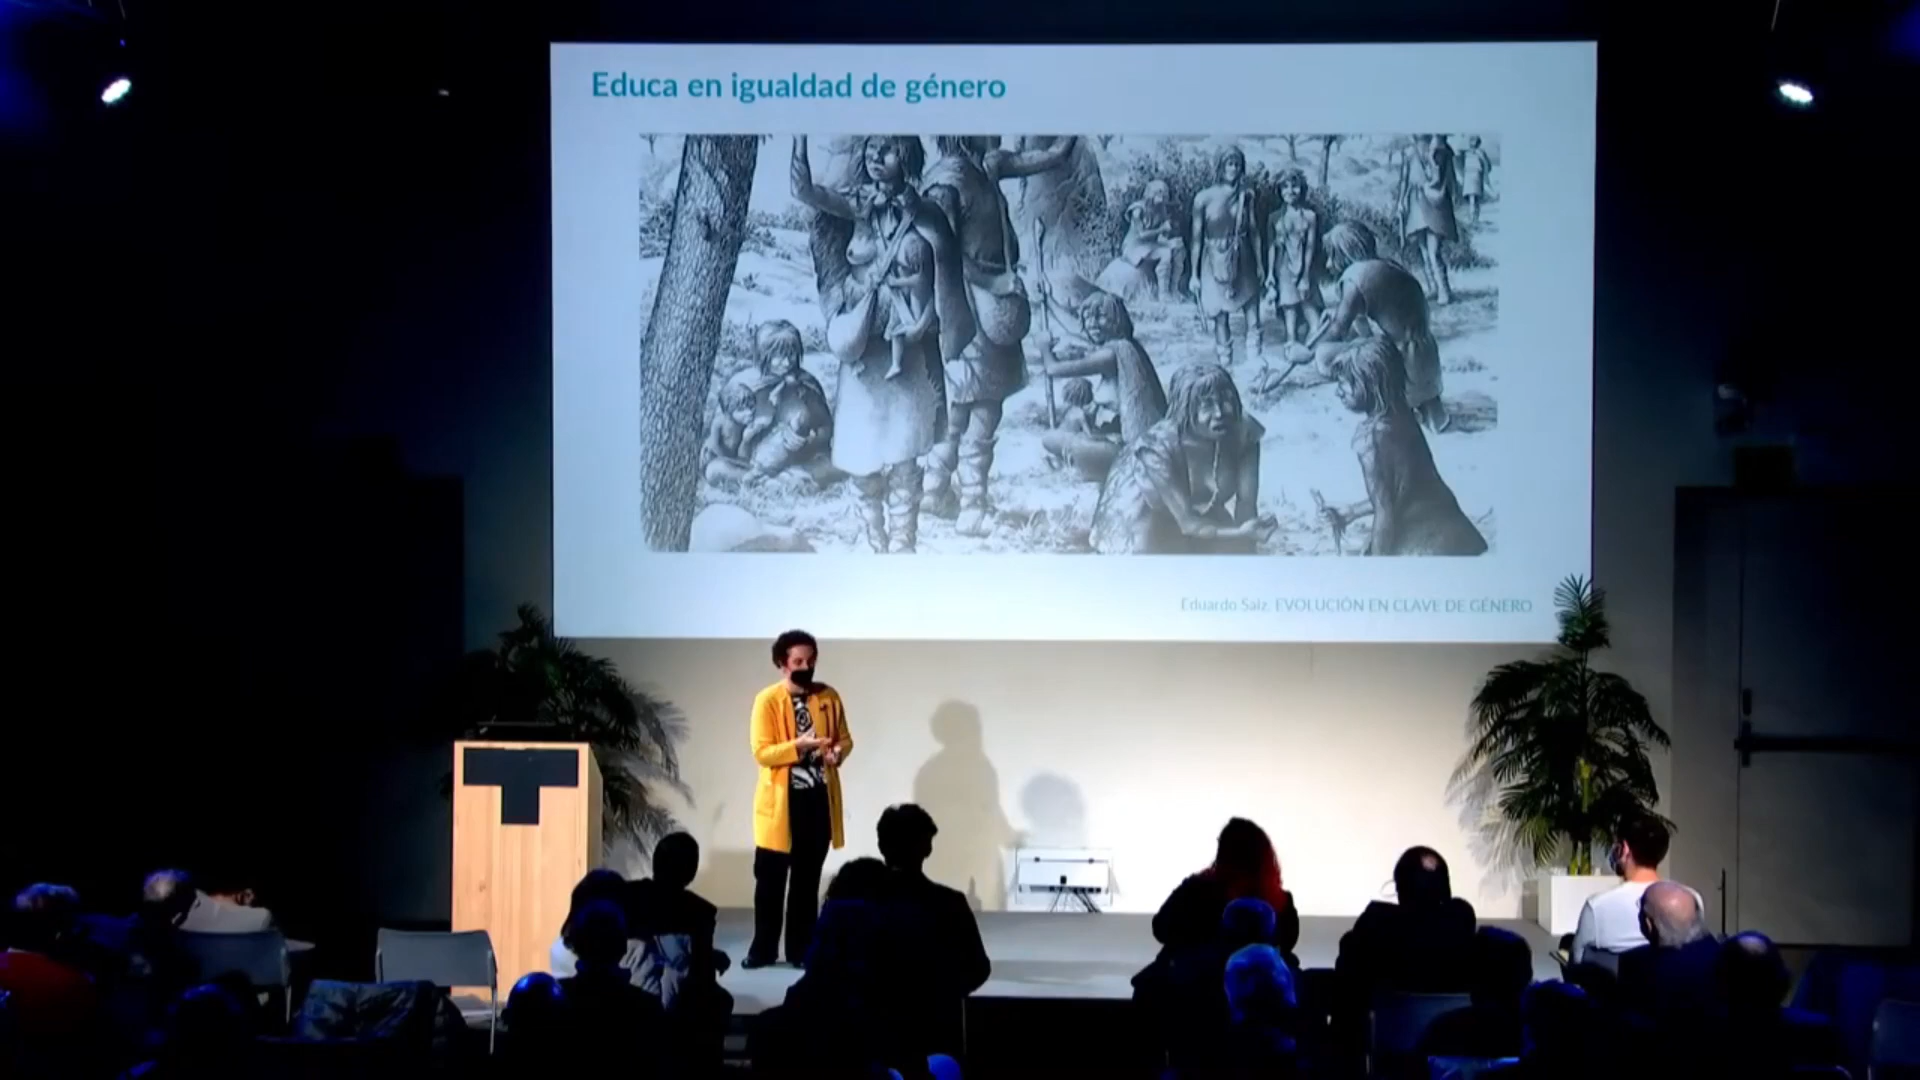 Educa en igualdad de género
Eduardo Saiz. EVOLUCIÓN EN CLAVE DE GÉNERO
T